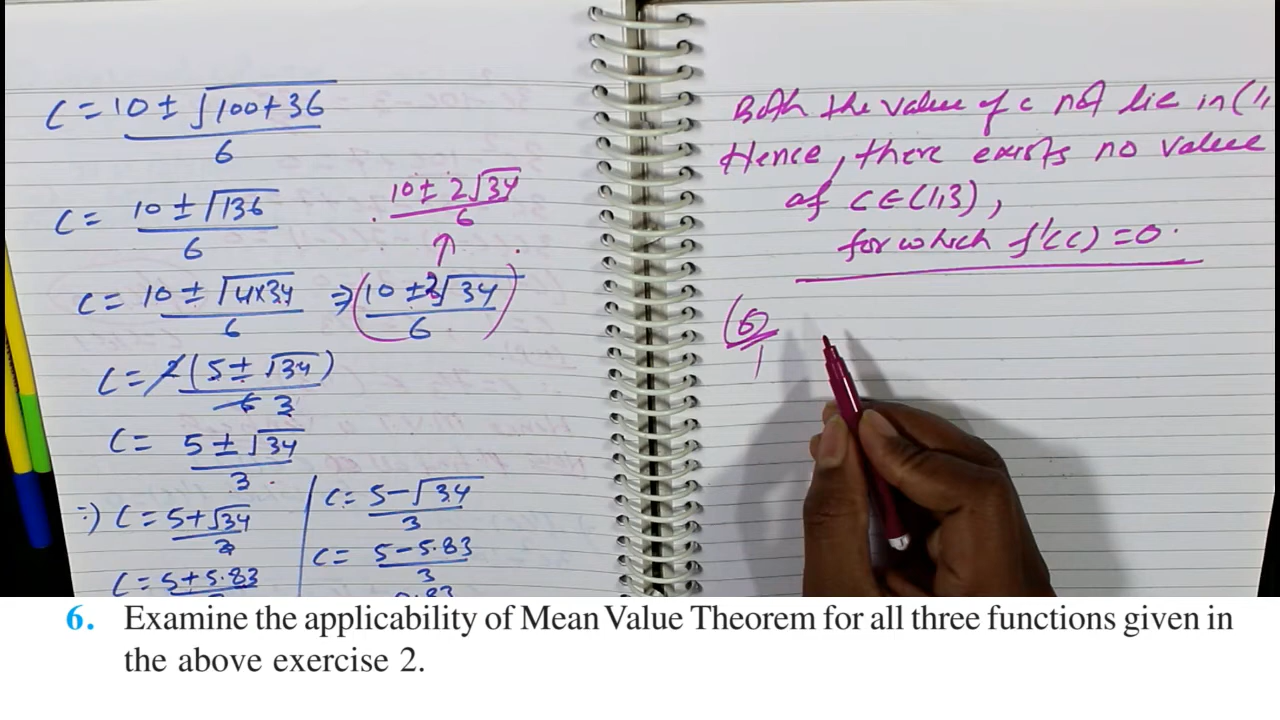 C = 10 ± √100+36
6
C = 10 ± √136
6
10 ± 2√34
6
C = 10 ± √4×34 ⇒ (10 ± 2√34)
6 6
C = 2(5 ± √34)
6 3
C = 5 ± √34
3
⇒) C = 5+√34
3
C = 5+5.83
C = 5-√34
3
C = 5-5.83
3
Both the value of c not lie in (1,
Hence, there exists no value
of C∈(1,3),
for which f'(c) = 0.
(6)
6. Examine the applicability of Mean Value Theorem for all three functions given in
the above exercise 2.